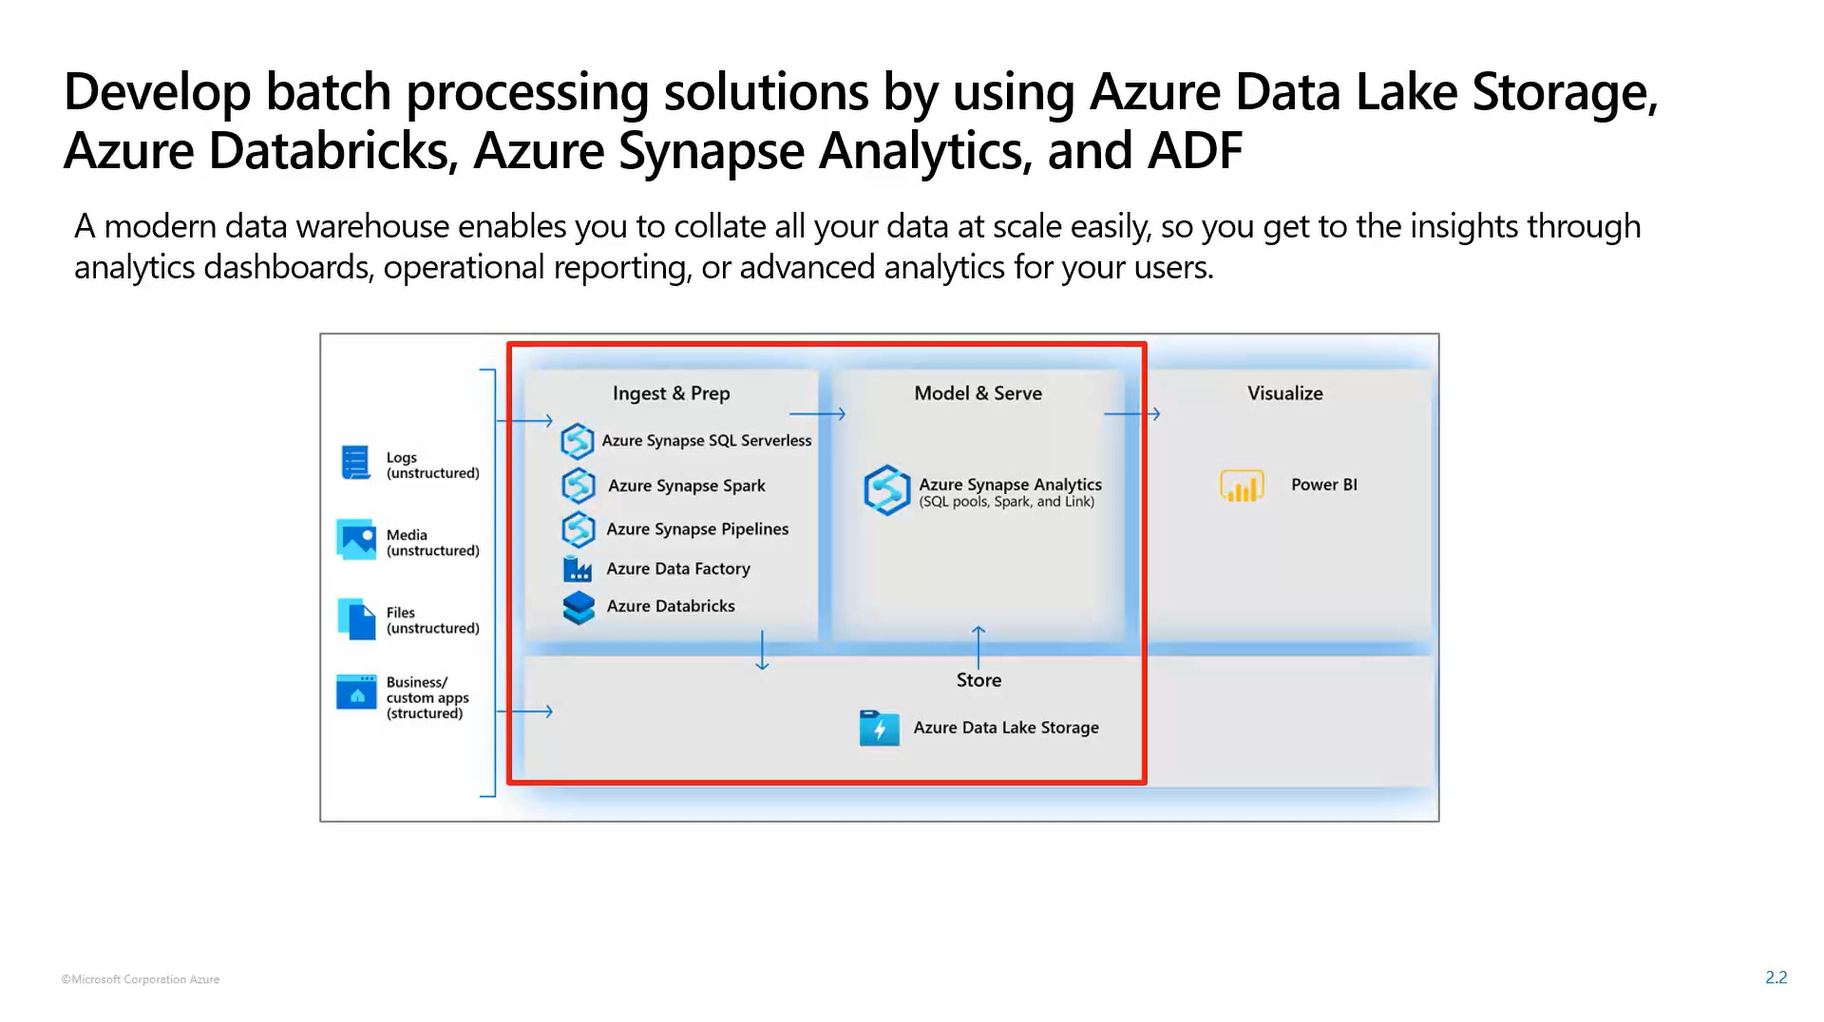 Develop batch processing solutions by using Azure Data Lake Storage,
Azure Databricks, Azure Synapse Analytics, and ADF
A modern data warehouse enables you to collate all your data at scale easily, so you get to the insights through
analytics dashboards, operational reporting, or advanced analytics for your users.
Logs
(unstructured)
Media
(unstructured)
Files
(unstructured)
Business/
custom apps
(structured)
Ingest & Prep
Azure Synapse SQL Serverless
Azure Synapse Spark
Azure Synapse Pipelines
Azure Data Factory
Azure Databricks
Model & Serve
Azure Synapse Analytics
(SQL pools, Spark, and Link)
Visualize
Power BI
Store
Azure Data Lake Storage
©Microsoft Corporation Azure
2.2